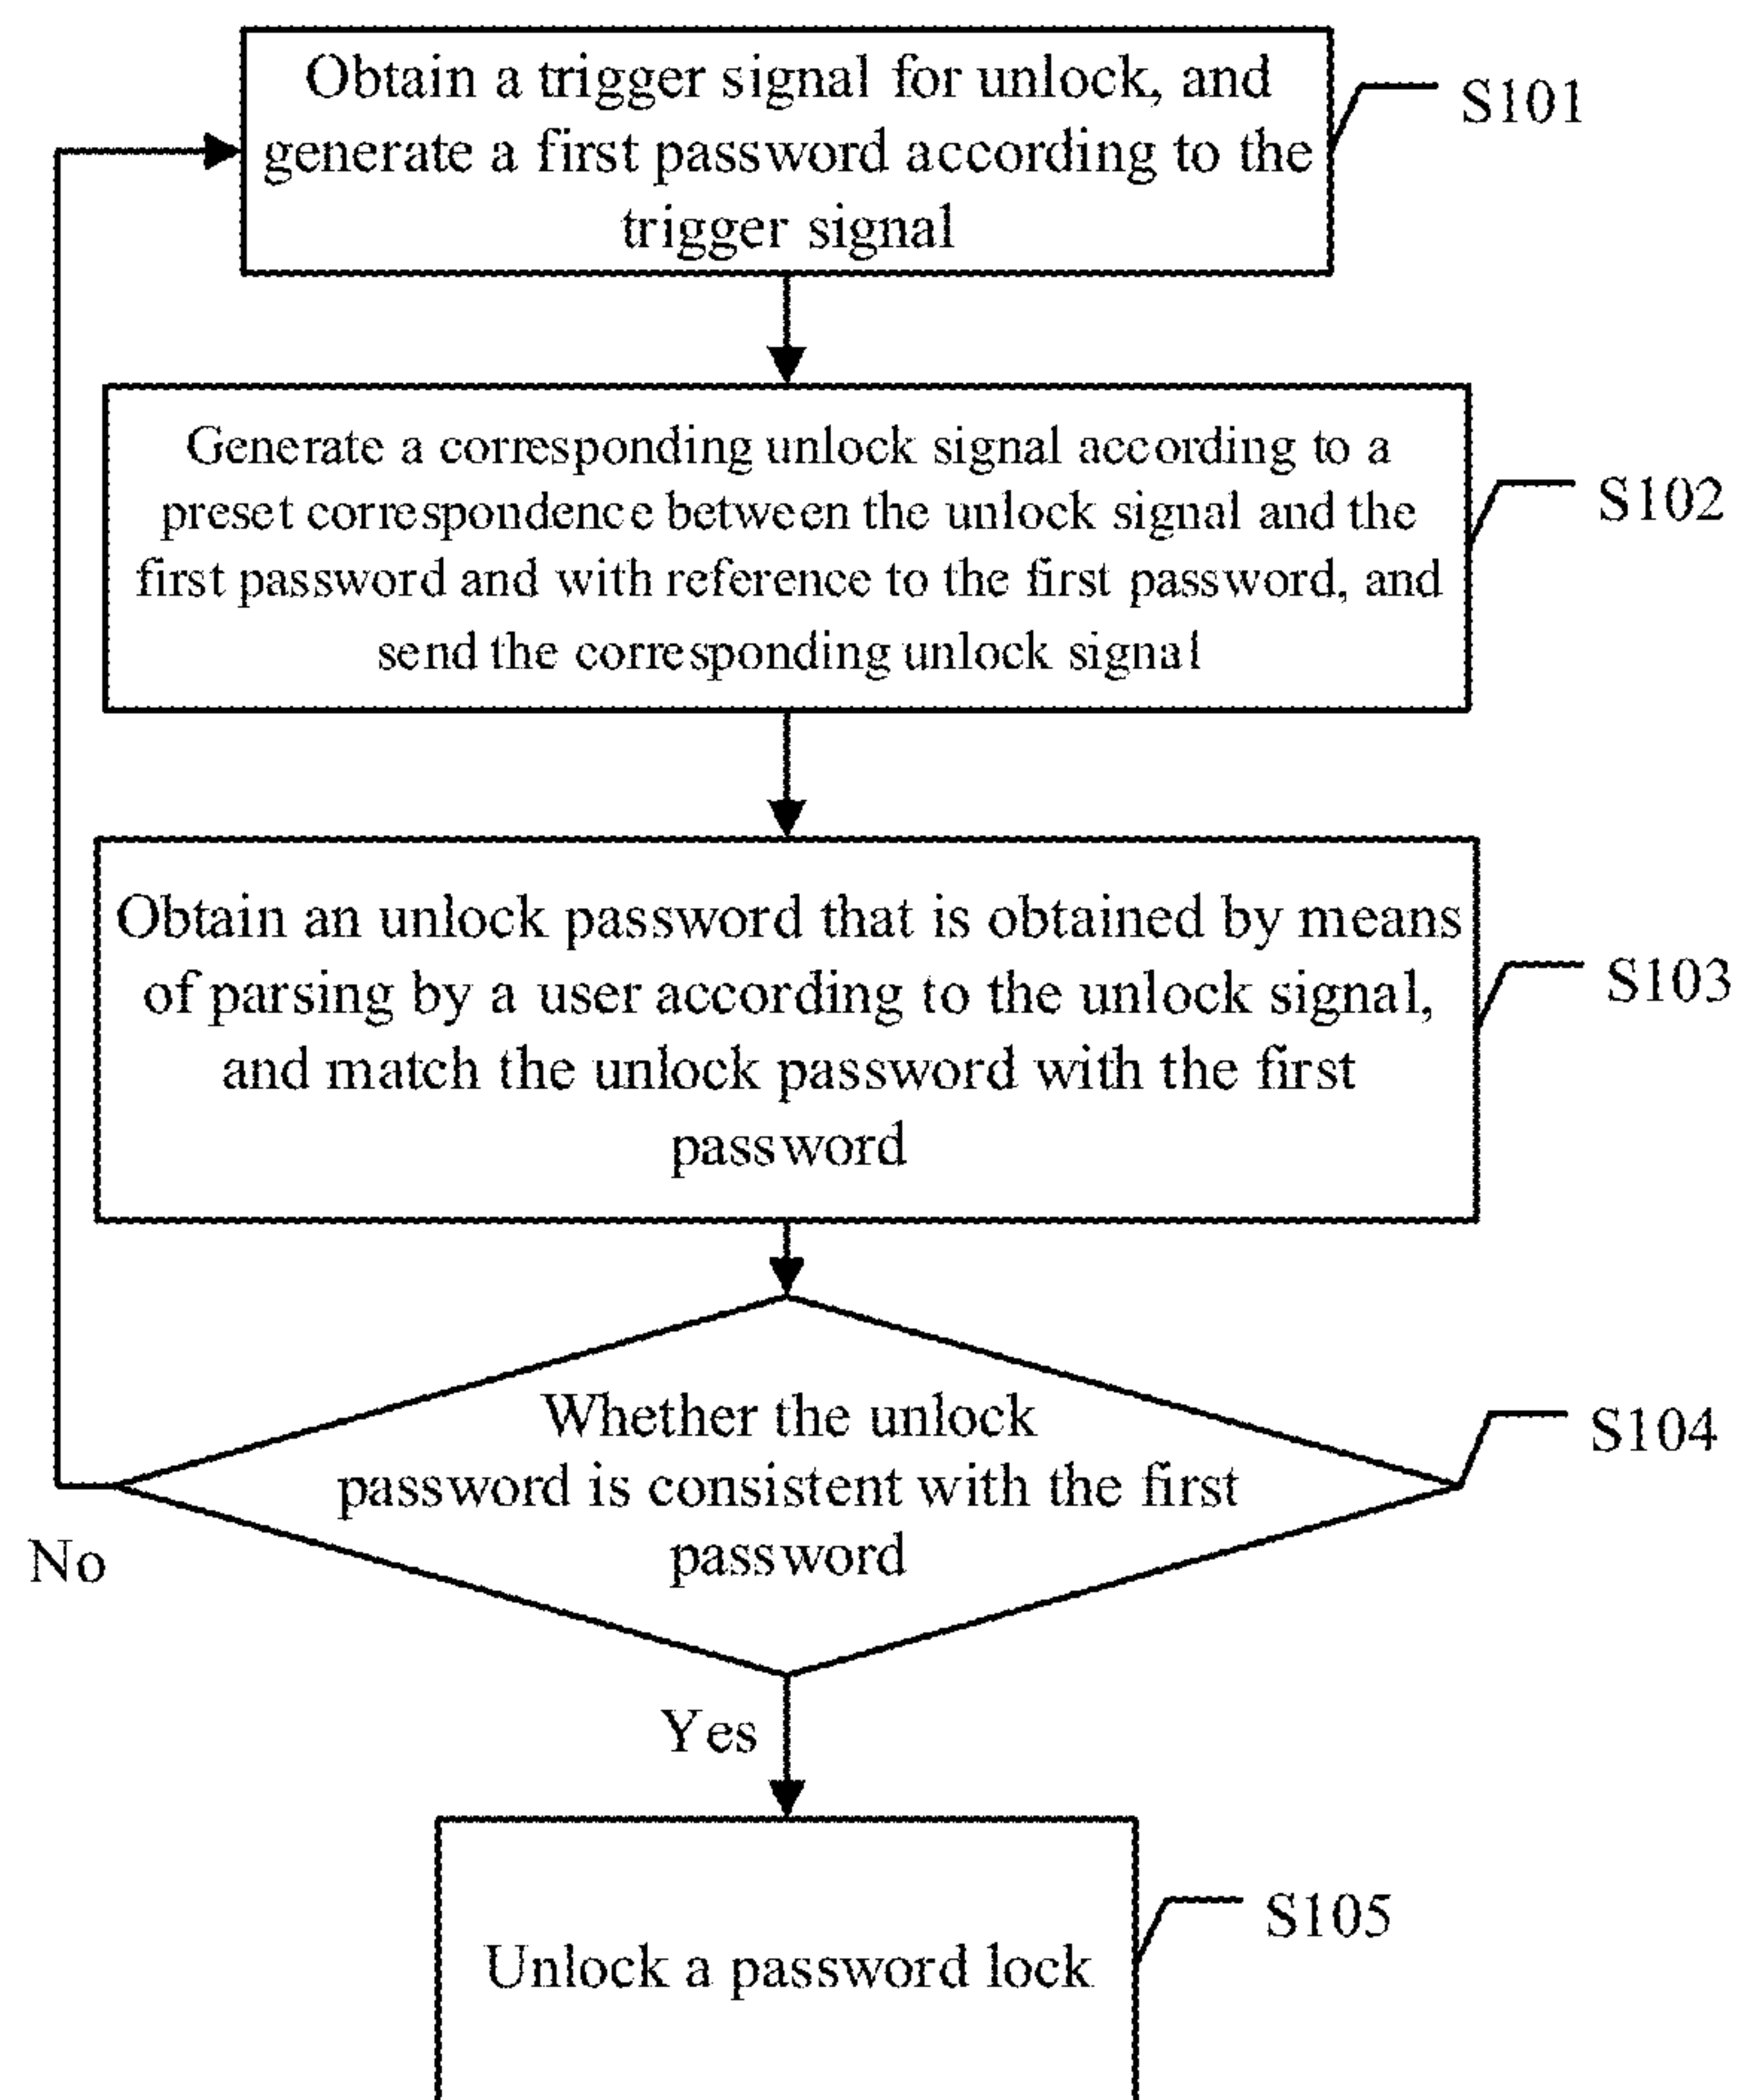 Obtain a trigger signal for unlock, and
generate a first password according to the
trigger signal
S101
Generate a corresponding unlock signal according to a
preset correspondence between the unlock signal and the
first password and with reference to the first password, and
send the corresponding unlock signal
S102
Obtain an unlock password that is obtained by means
of parsing by a user according to the unlock signal,
and match the unlock password with the first
password
S103
Whether the unlock
password is consistent with the first
password
S104
No
Yes
Unlock a password lock
S105